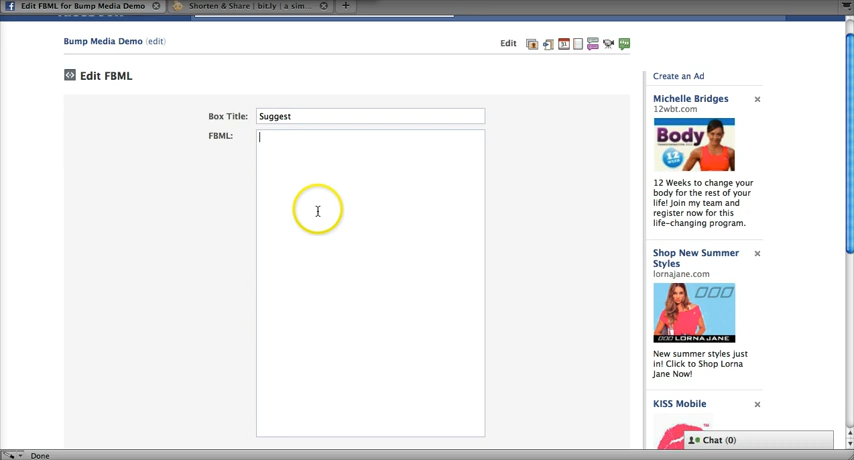 Edit FBML for Bump Media Demo
Shorten & Share | bit.ly | a sim...
Bump Media Demo (edit)
Edit
31
Edit FBML
Box Title: Suggest
FBML:
Create an Ad
Michelle Bridges
12wbt.com
Body
12
WEEK
12 Weeks to change your
body for the rest of your
life! Join my team and
register now for this
life-changing program.
Shop New Summer
Styles
lornajane.com
LORNA JANE
New summer styles just
in! Click to Shop Lorna
Jane Now!
KISS Mobile
Chat (0)
Done